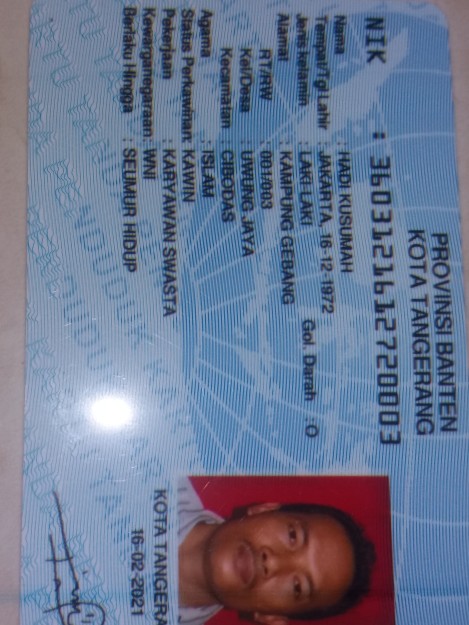 PROVINSI BANTEN
KOTA TANGERANG
NIK : 3603121612720003
Nama : HADI KUSUMAH
Tempat/Tgl Lahir : JAKARTA, 16-12-1972
Jenis kelamin : LAKI-LAKI Gol. Darah : O
Alamat : KAMPUNG GEBANG
RT/RW : 001/03
Kel/Desa : UWUNG JAYA
Kecamatan : CIBODAS
Agama : ISLAM
Status Perkawinan : KAWIN
Pekerjaan : KARYAWAN SWASTA
Kewarganegaraan : WNI
Berlaku Hingga : SEUMUR HIDUP
KOTA TANGERA
16-02-2021